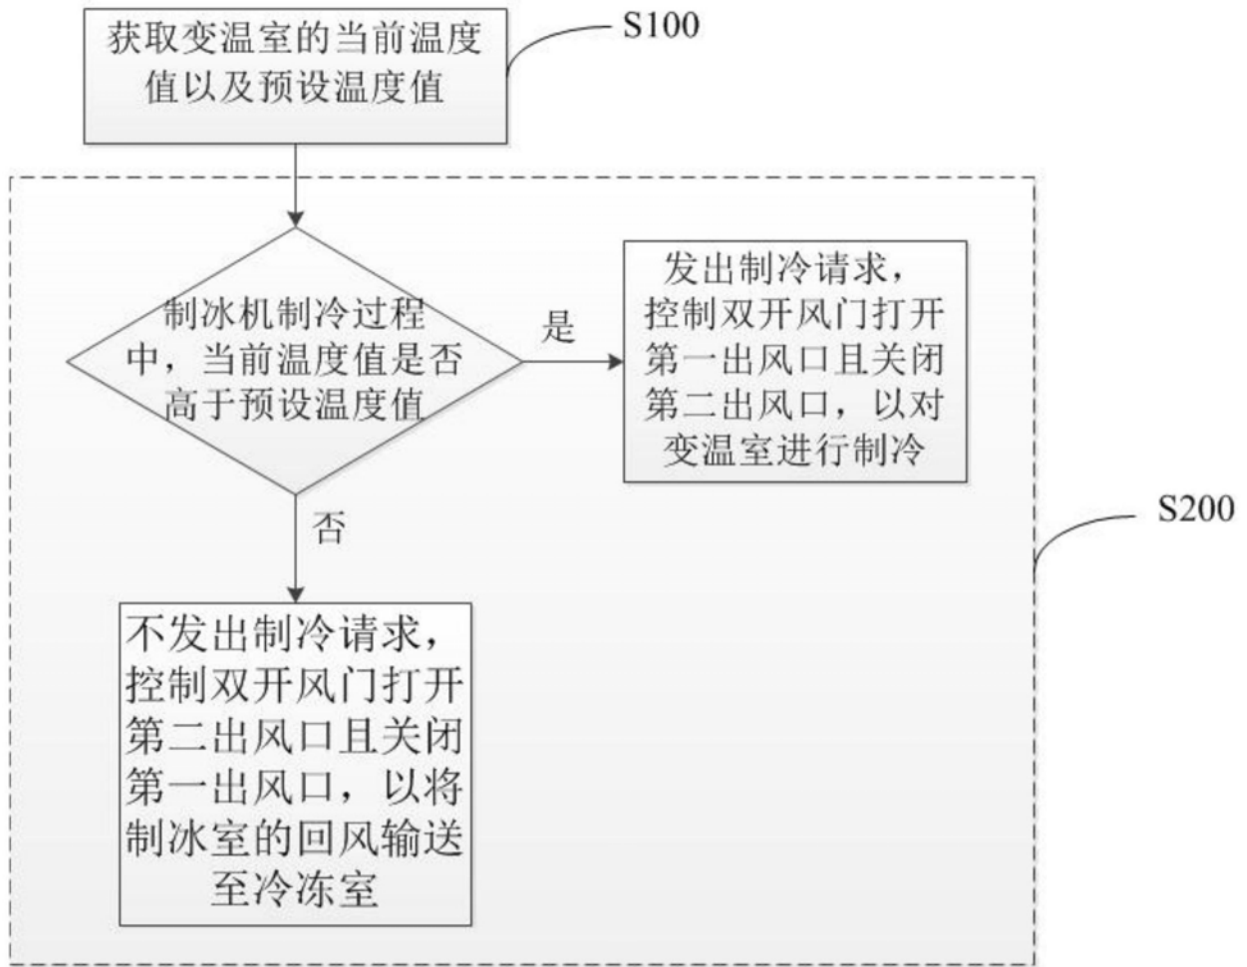 获取变温室的当前温度
值以及预设温度值
S100
制冰机制冷过程
中，当前温度值是否
高于预设温度值
是
发出制冷请求，
控制双开风门打开
第一出风口且关闭
第二出风口，以对
变温室进行制冷
S200
否
不发出制冷请求，
控制双开风门打开
第二出风口且关闭
第一出风口，以将
制冰室的回风输送
至冷冻室